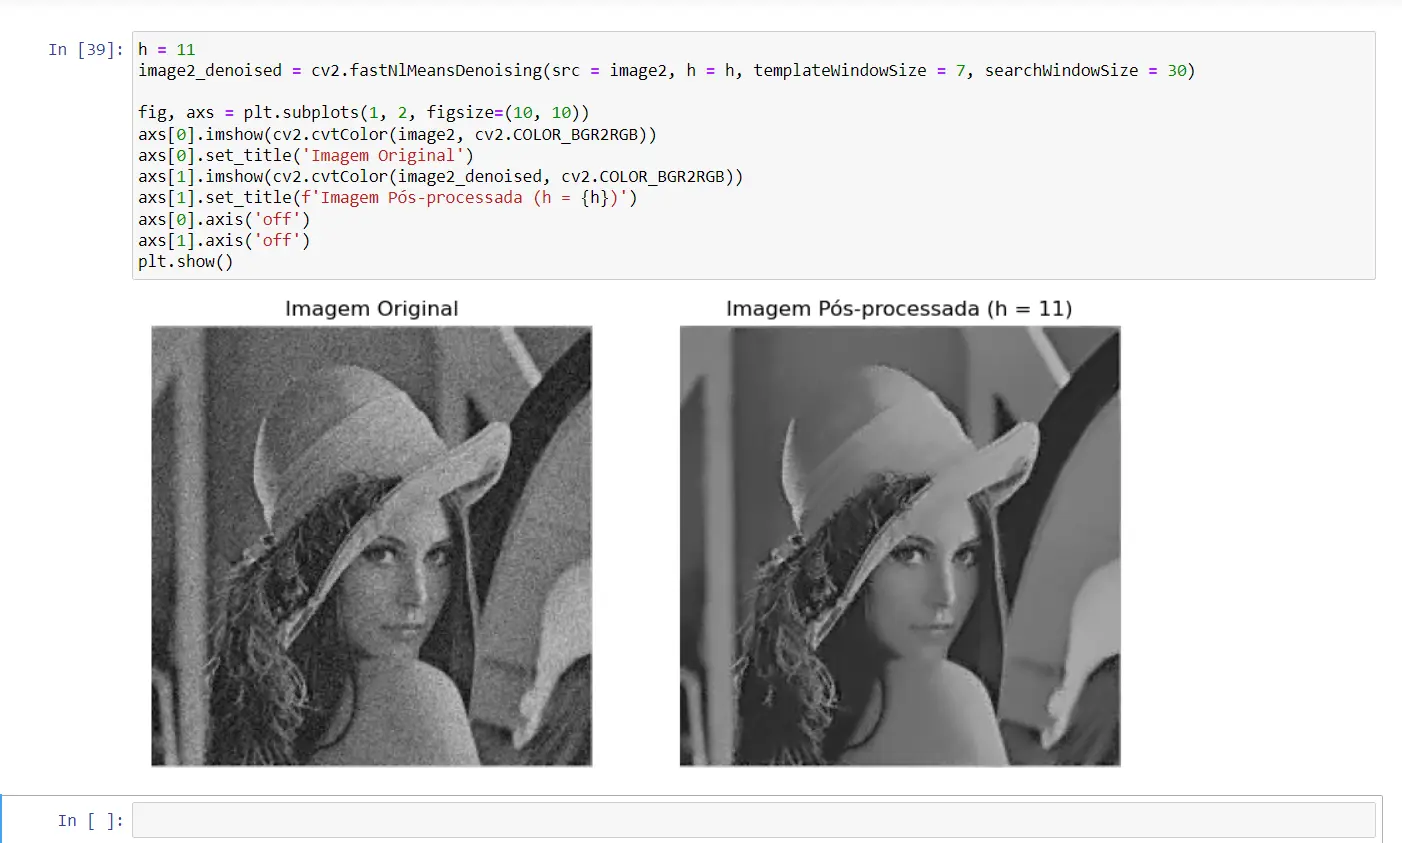 In [39]:
h = 11
image2_denoised = cv2.fastNlMeansDenoising(src = image2, h = h, templateWindowSize = 7, searchWindowSize = 30)
fig, axs = plt.subplots(1, 2, figsize=(10, 10))
axs[0].imshow(cv2.cvtColor(image2, cv2.COLOR_BGR2RGB))
axs[0].set_title('Imagem Original')
axs[1].imshow(cv2.cvtColor(image2_denoised, cv2.COLOR_BGR2RGB))
axs[1].set_title(f'Imagem Pós-processada (h = {h})')
axs[0].axis('off')
axs[1].axis('off')
plt.show()
Imagem Original
Imagem Pós-processada (h = 11)
In [ ]: